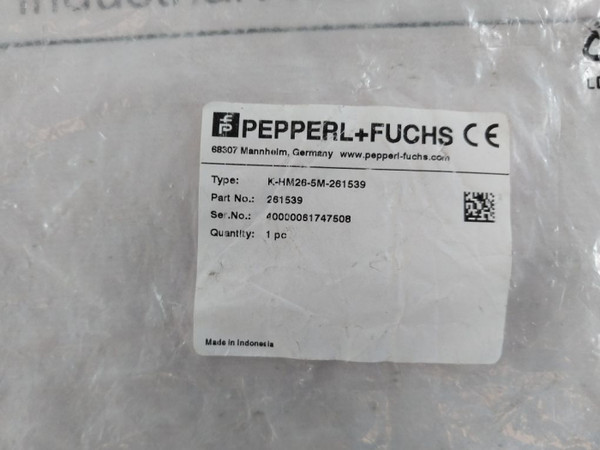 PEPPERL+FUCHS CE
68307 Mannheim, Germany www.pepperl-fuchs.com
Type: K-HM26-5M-261539
Part No.: 261539
Ser.No.: 40000061747508
Quantity: 1 pc
Made in Indonesia